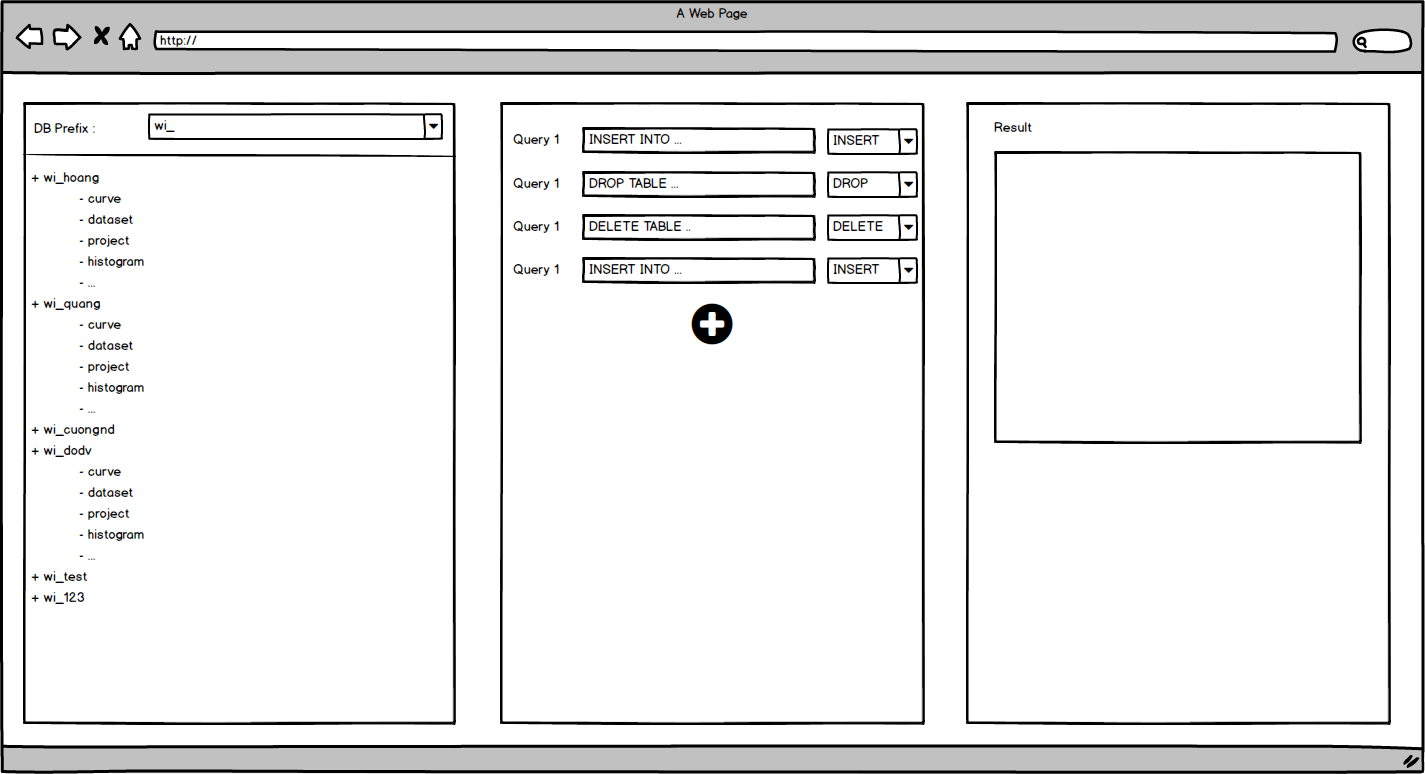 A Web Page
http://
DB Prefix :
wi_
+ wi_hoang
- curve
- dataset
- project
- histogram
- ...
+ wi_quang
- curve
- dataset
- project
- histogram
- ...
+ wi_cuongnd
+ wi_dodv
- curve
- dataset
- project
- histogram
- ...
+ wi_test
+ wi_123
Query 1 INSERT INTO ... INSERT
Query 1 DROP TABLE ... DROP
Query 1 DELETE TABLE .. DELETE
Query 1 INSERT INTO ... INSERT
Result